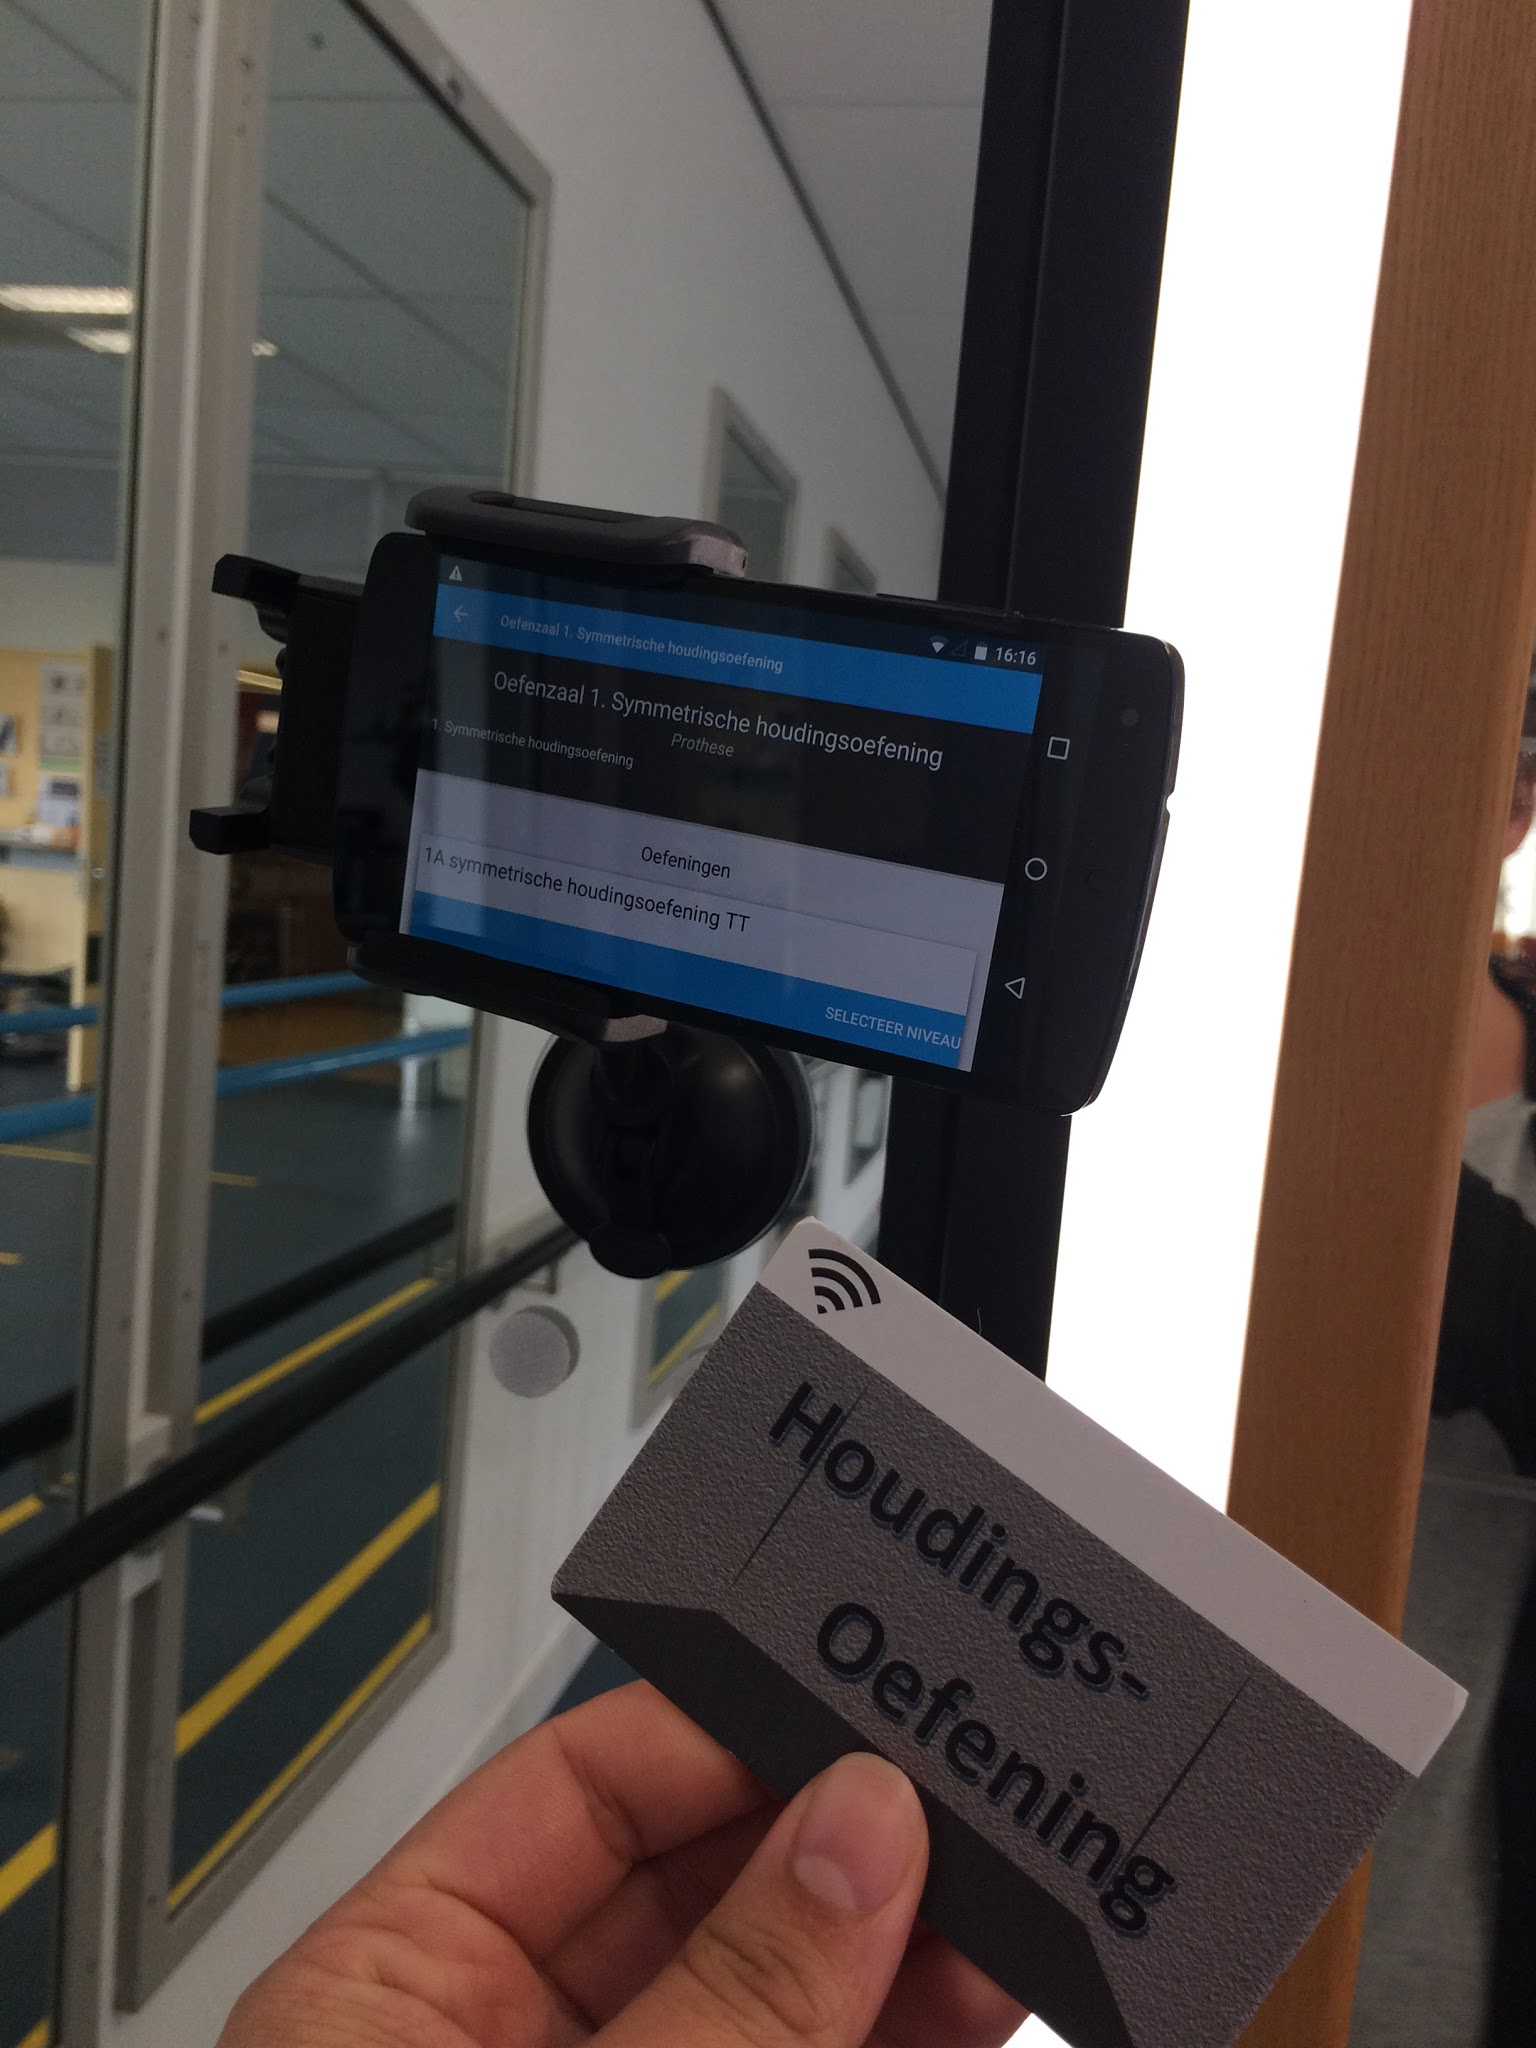 16:16
Oefenzaal 1. Symmetrische houdingsoefening
Oefenzaal 1. Symmetrische houdingsoefening
Prothese
1. Symmetrische houdingsoefening
Oefeningen
1A symmetrische houdingsoefening TT
SELECTEER NIVEAU
Houdings-
Oefening